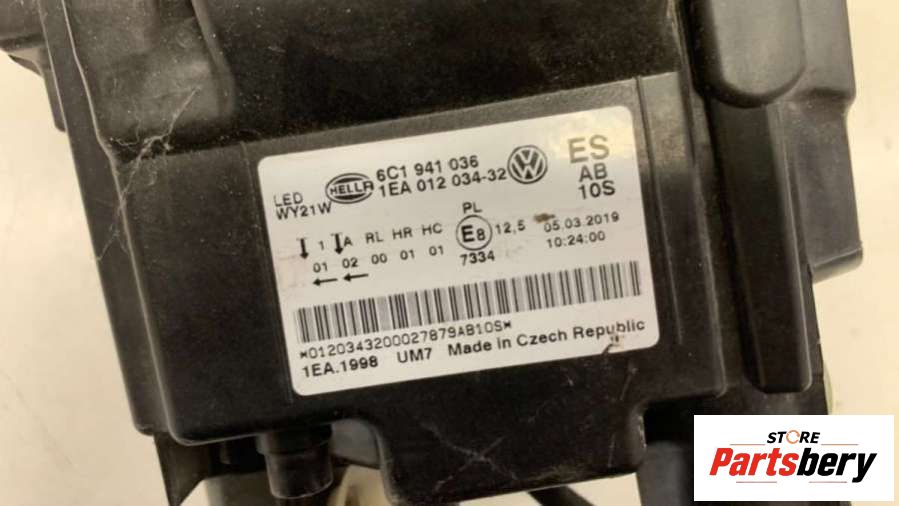 LED
WY21W
HELLA
6C1 941 036
1EA 012 034-32
VW
ES
AB
10S
1 A RL HR HC
01 02 00 01 01
PL
E8
12,5
7334
05.03.2019
10:24:00
*0120343200027879AB10S*
1EA.1998 UM7 Made in Czech Republic
STORE
Partsbery